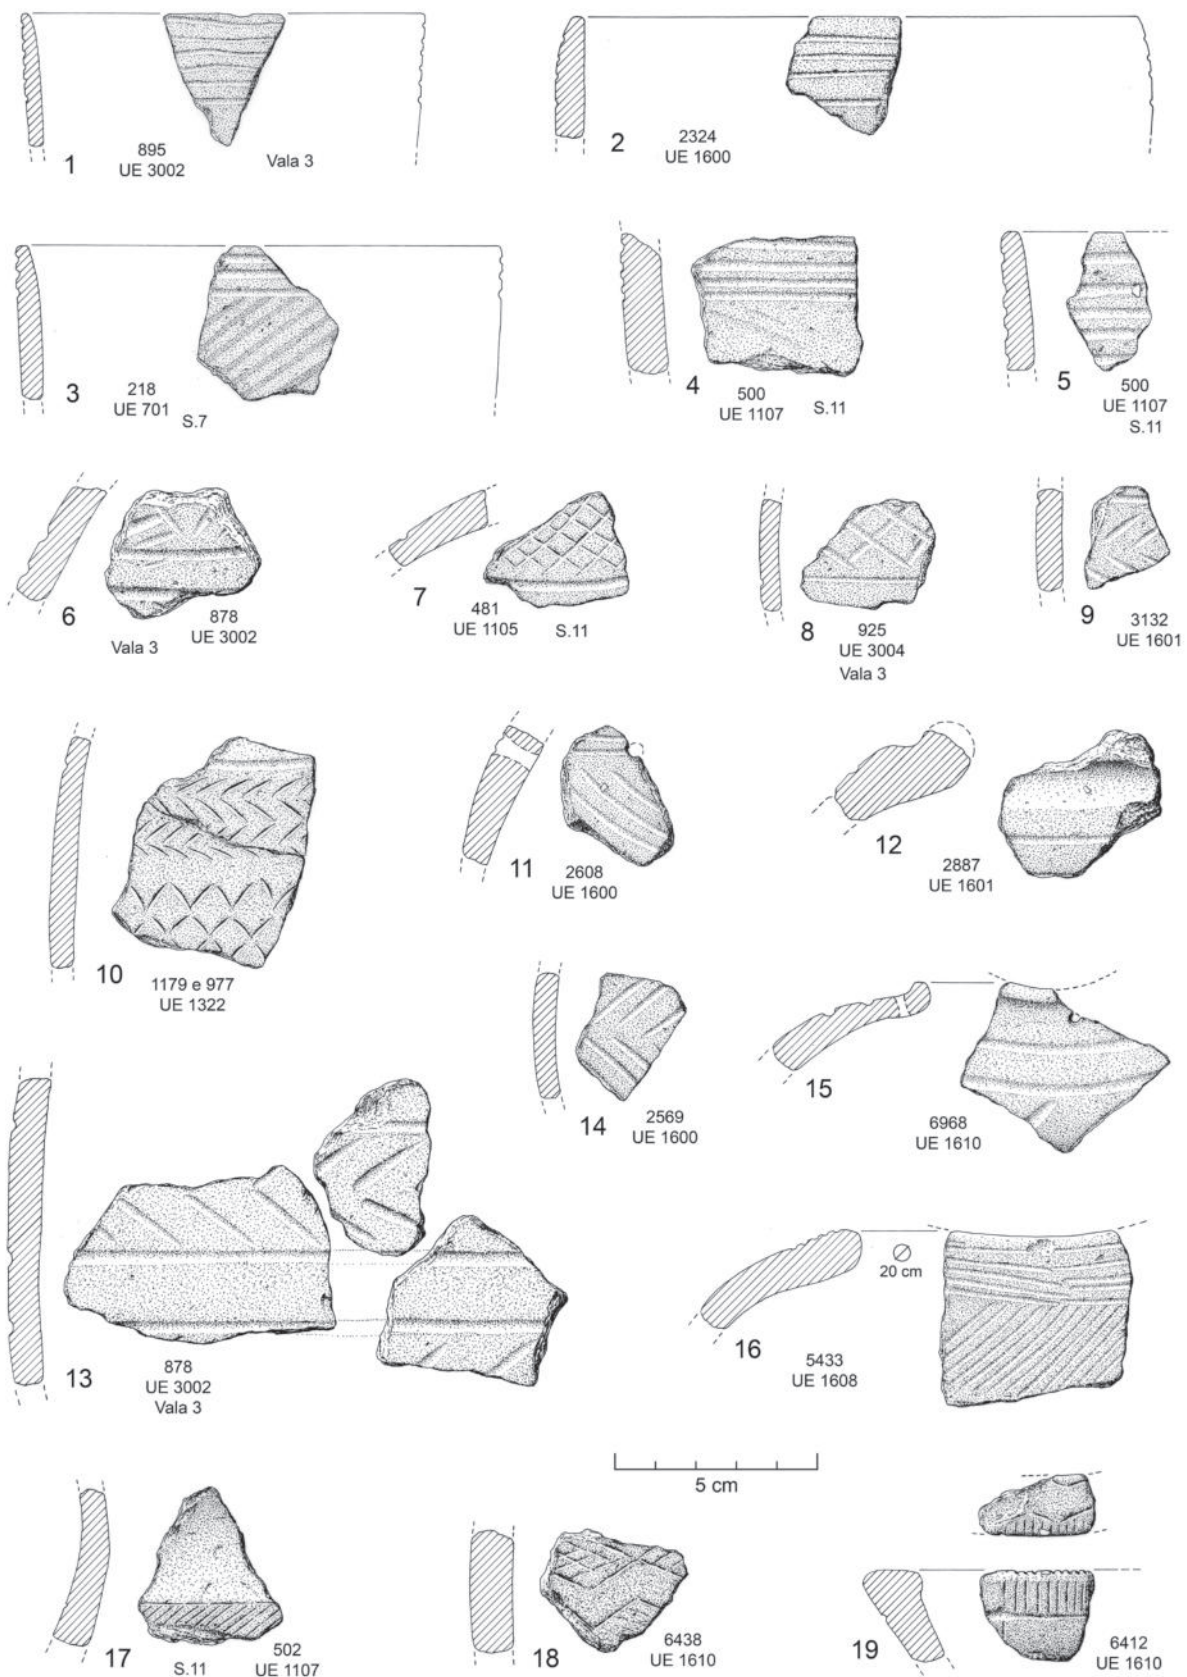 1
895
UE 3002
Vala 3
2
2324
UE 1600
3
218
UE 701
S.7
4
500
UE 1107
S.11
5
500
UE 1107
S.11
6
Vala 3
878
UE 3002
7
481
UE 1105
S.11
8
925
UE 3004
Vala 3
9
3132
UE 1601
10
1179 e 977
UE 1322
11
2608
UE 1600
12
2887
UE 1601
13
878
UE 3002
Vala 3
14
2569
UE 1600
15
6968
UE 1610
16
5433
UE 1608
20 cm
5 cm
17
S.11
502
UE 1107
18
6438
UE 1610
19
6412
UE 1610